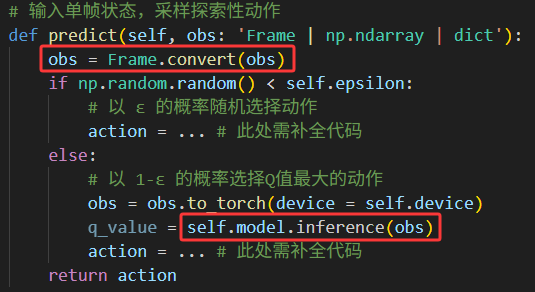 # 输入单帧状态，采样探索性动作
def predict(self, obs: 'Frame | np.ndarray | dict'):
    obs = Frame.convert(obs)
    if np.random.random() < self.epsilon:
        # 以 ε 的概率随机选择动作
        action = ... # 此处需补全代码
    else:
        # 以 1-ε 的概率选择Q值最大的动作
        obs = obs.to_torch(device = self.device)
        q_value = self.model.inference(obs)
        action = ... # 此处需补全代码
    return action